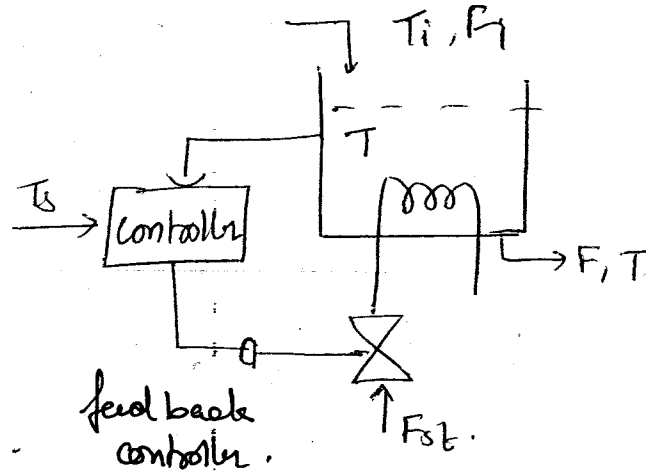 Ti, Fi
T
Ts
controller
F, T
feed back
controller.
Fst.